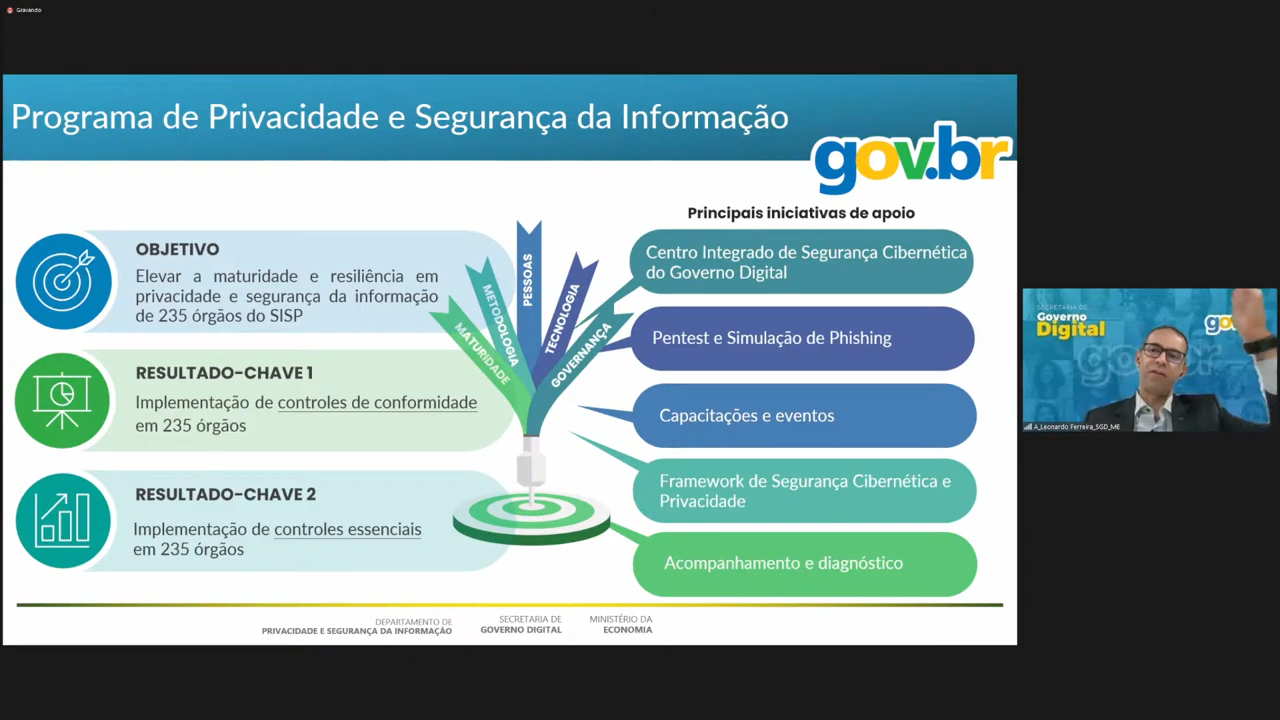 Gravando
Programa de Privacidade e Segurança da Informação
gov.br
OBJETIVO
Elevar a maturidade e resiliência em
privacidade e segurança da informação
de 235 órgãos do SISP
RESULTADO-CHAVE 1
Implementação de controles de conformidade
em 235 órgãos
RESULTADO-CHAVE 2
Implementação de controles essenciais
em 235 órgãos
MATURIDADE
METODOLOGIA
PESSOAS
TECNOLOGIA
GOVERNANÇA
Principais iniciativas de apoio
Centro Integrado de Segurança Cibernética
do Governo Digital
Pentest e Simulação de Phishing
Capacitações e eventos
Framework de Segurança Cibernética e
Privacidade
Acompanhamento e diagnóstico
DEPARTAMENTO DE
PRIVACIDADE E SEGURANÇA DA INFORMAÇÃO
SECRETARIA DE
GOVERNO DIGITAL
MINISTÉRIO DA
ECONOMIA
SECRETARIA DE
Governo
Digital
go
gov.br
A_Leonardo Ferreira_SGD_ME